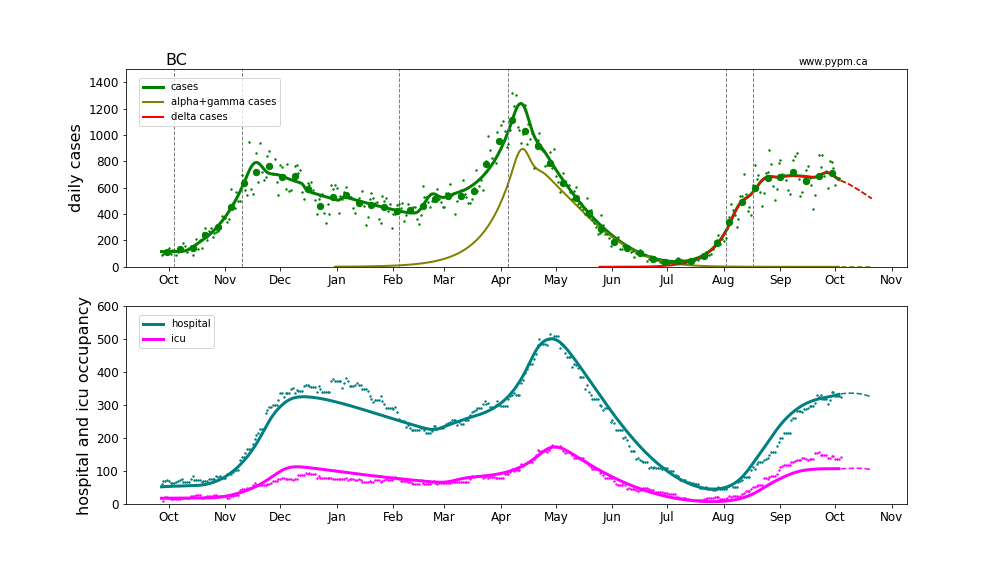 BC
www.pypm.ca
daily cases
1400
1200
1000
800
600
400
200
0
cases
alpha+gamma cases
delta cases
Oct Nov Dec Jan Feb Mar Apr May Jun Jul Aug Sep Oct Nov
hospital and icu occupancy
600
500
400
300
200
100
0
hospital
icu
Oct Nov Dec Jan Feb Mar Apr May Jun Jul Aug Sep Oct Nov